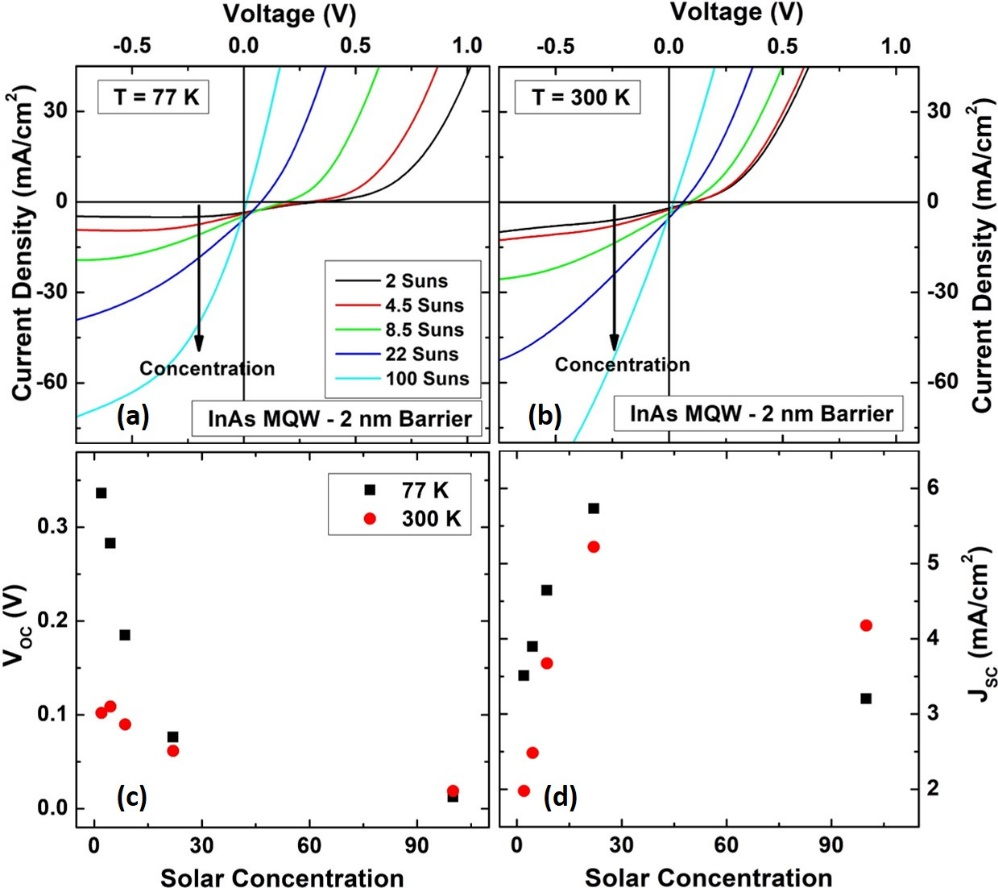 Voltage (V)
Voltage (V)
-0.5 0.0 0.5 1.0
-0.5 0.0 0.5 1.0
Current Density (mA/cm²)
30
0
-30
-60
T = 77 K
2 Suns
4.5 Suns
8.5 Suns
22 Suns
100 Suns
Concentration
(a)
InAs MQW - 2 nm Barrier
T = 300 K
Concentration
(b)
InAs MQW - 2 nm Barrier
30
0
-30
-60
Current Density (mA/cm²)
V_OC (V)
0.3
0.2
0.1
0.0
77 K
300 K
(c)
0 30 60 90
Solar Concentration
(d)
6
5
4
3
2
J_SC (mA/cm²)
0 30 60 90
Solar Concentration